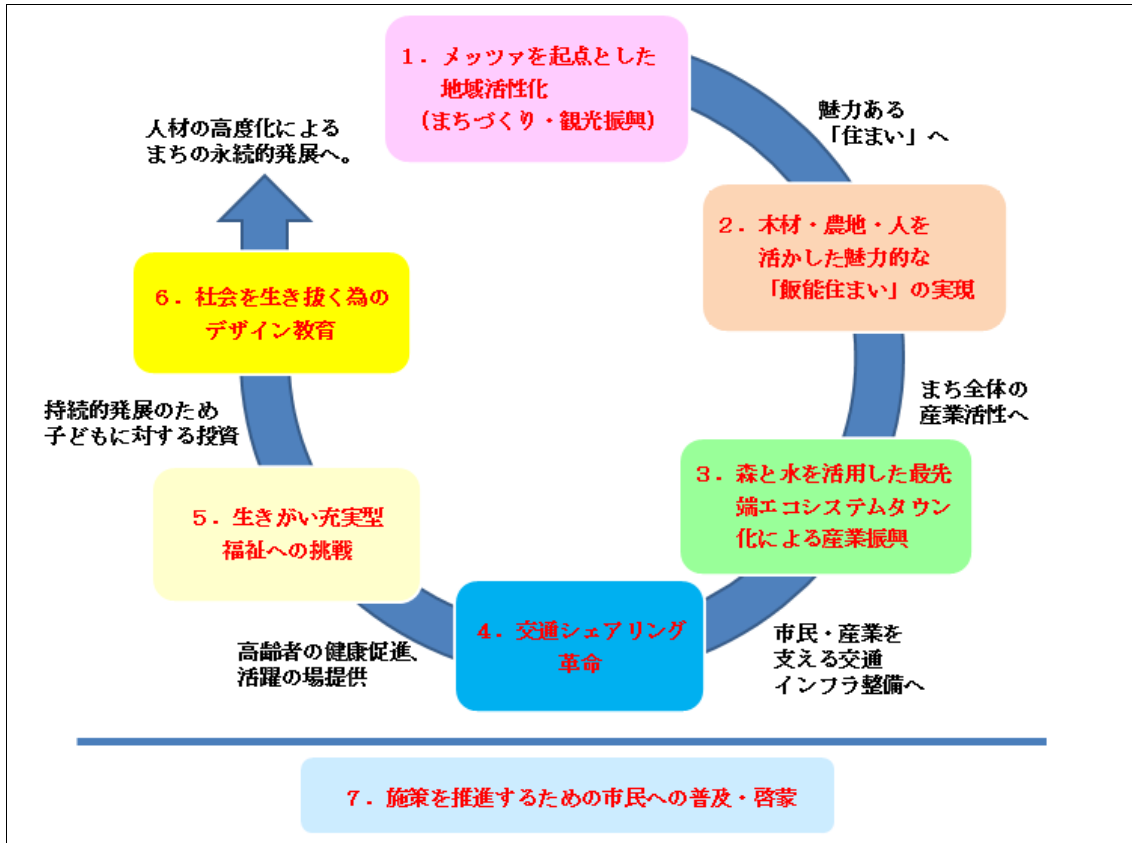 １．メッツァを起点とした
地域活性化
（まちづくり・観光振興）
魅力ある
「住まい」へ
２．木材・農地・人を
活かした魅力的な
「飯能住まい」の実現
まち全体の
産業活性へ
３．森と水を活用した最先
端エコシステムタウン
化による産業振興
市民・産業を
支える交通
インフラ整備へ
４．交通シェアリング
革命
高齢者の健康促進、
活躍の場提供
５．生きがい充実型
福祉への挑戦
持続的発展のため
子どもに対する投資
６．社会を生き抜く為の
デザイン教育
人材の高度化による
まちの永続的発展へ。
７．施策を推進するための市民への普及・啓蒙